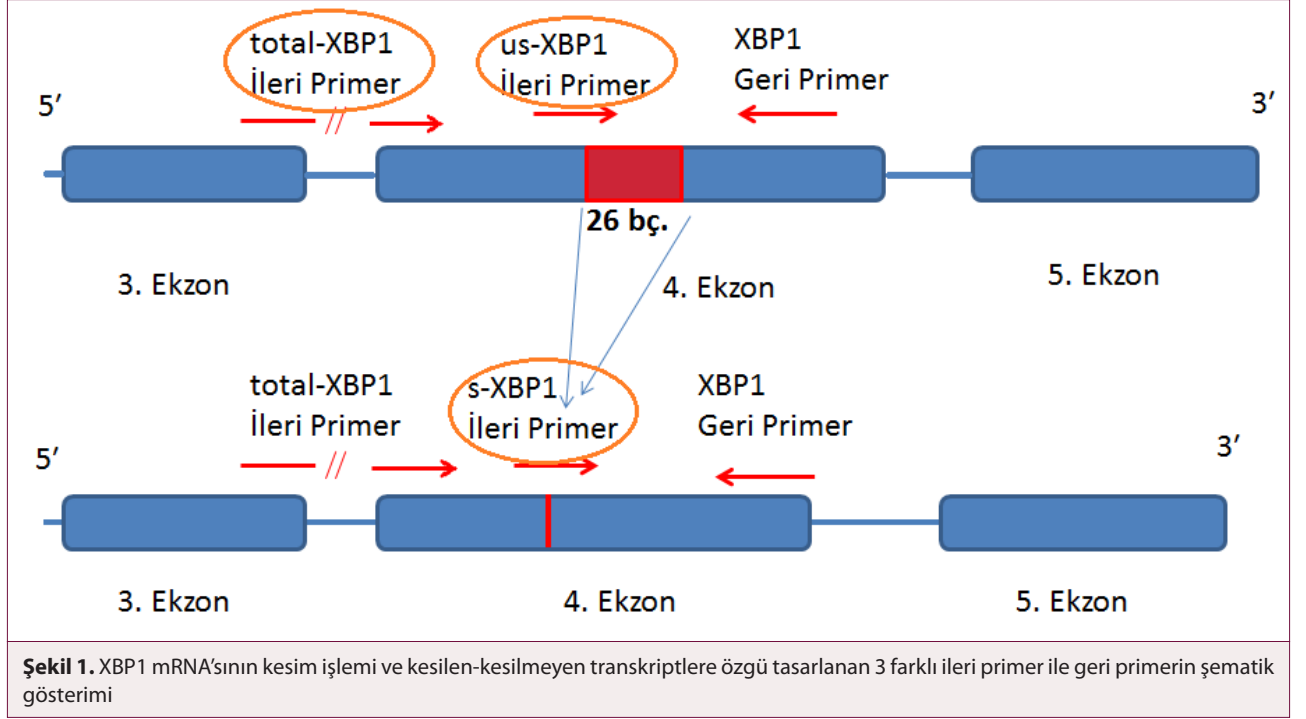 total-XBP1
İleri Primer
us-XBP1
İleri Primer
XBP1
Geri Primer
5′
3′
26 bç.
3. Ekzon
4. Ekzon
5. Ekzon
total-XBP1
İleri Primer
s-XBP1
İleri Primer
XBP1
Geri Primer
5′
3′
3. Ekzon
4. Ekzon
5. Ekzon
Şekil 1. XBP1 mRNA’sının kesim işlemi ve kesilen-kesilmeyen transkriptlere özgü tasarlanan 3 farklı ileri primer ile geri primerin şematik
gösterimi